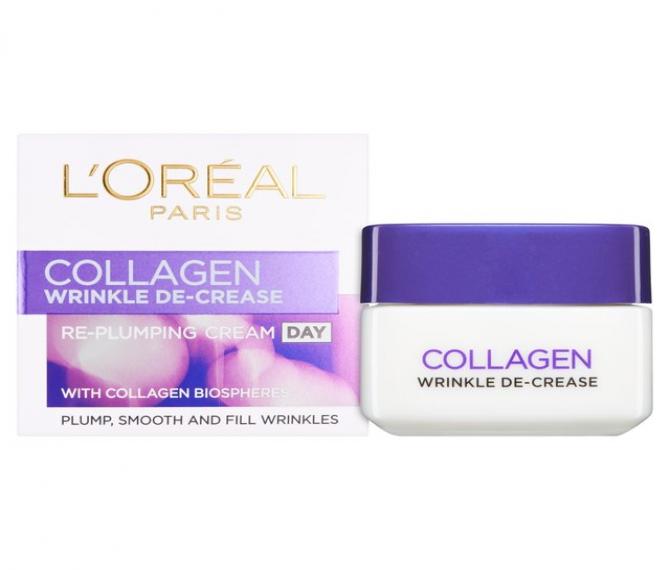 L'ORÉAL
PARIS
COLLAGEN
WRINKLE DE-CREASE
RE-PLUMPING CREAM DAY
WITH COLLAGEN BIOSPHERES
PLUMP, SMOOTH AND FILL WRINKLES
COLLAGEN
WRINKLE DE-CREASE